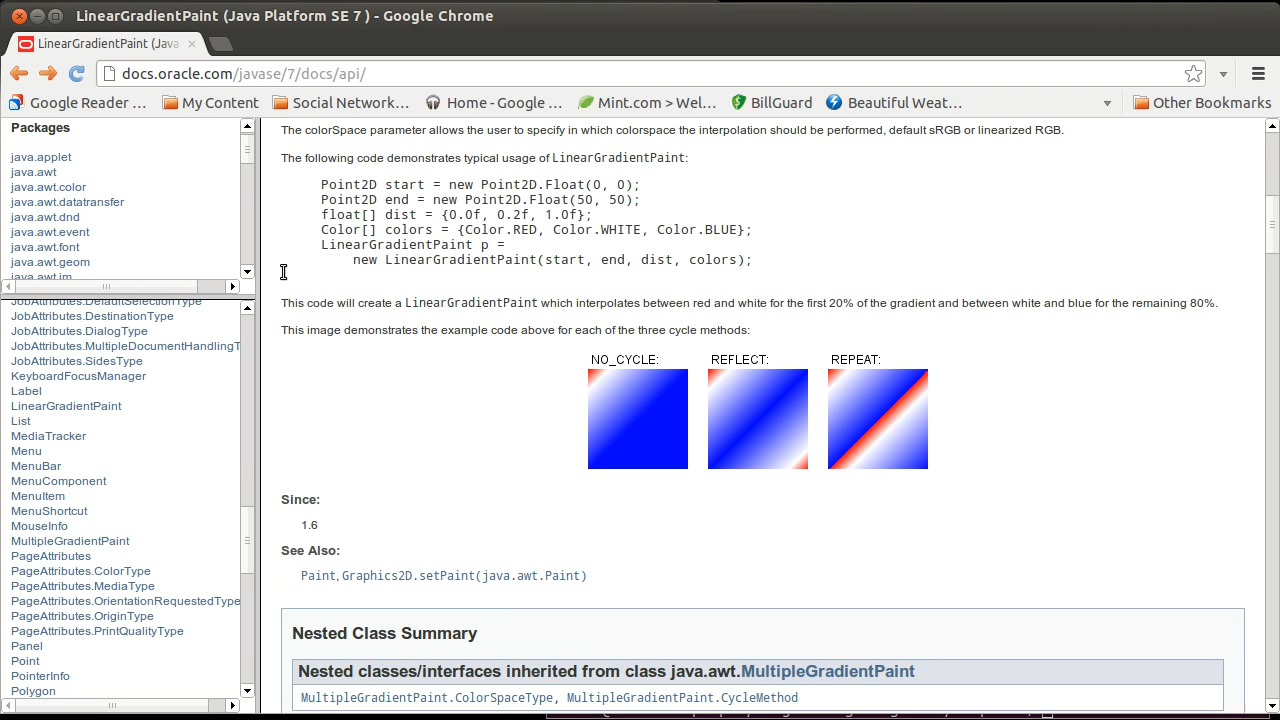 LinearGradientPaint (Java Platform SE 7 ) - Google Chrome
LinearGradientPaint (Java
docs.oracle.com/javase/7/docs/api/
Google Reader ... My Content Social Network... Home - Google ... Mint.com > Wel... BillGuard Beautiful Weat... Other Bookmarks
Packages
java.applet
java.awt
java.awt.color
java.awt.datatransfer
java.awt.dnd
java.awt.event
java.awt.font
java.awt.geom
java.awt.im
JobAttributes.DefaultSelectionType
JobAttributes.DestinationType
JobAttributes.DialogType
JobAttributes.MultipleDocumentHandlingT
JobAttributes.SidesType
KeyboardFocusManager
Label
LinearGradientPaint
List
MediaTracker
Menu
MenuBar
MenuComponent
MenuItem
MenuShortcut
MouseInfo
MultipleGradientPaint
PageAttributes
PageAttributes.ColorType
PageAttributes.MediaType
PageAttributes.OrientationRequestedType
PageAttributes.OriginType
PageAttributes.PrintQualityType
Panel
Point
PointerInfo
Polygon
The colorSpace parameter allows the user to specify in which colorspace the interpolation should be performed, default sRGB or linearized RGB.
The following code demonstrates typical usage of LinearGradientPaint:
Point2D start = new Point2D.Float(0, 0);
Point2D end = new Point2D.Float(50, 50);
float[] dist = {0.0f, 0.2f, 1.0f};
Color[] colors = {Color.RED, Color.WHITE, Color.BLUE};
LinearGradientPaint p =
new LinearGradientPaint(start, end, dist, colors);
This code will create a LinearGradientPaint which interpolates between red and white for the first 20% of the gradient and between white and blue for the remaining 80%.
This image demonstrates the example code above for each of the three cycle methods:
NO_CYCLE: REFLECT: REPEAT:
Since:
1.6
See Also:
Paint, Graphics2D.setPaint(java.awt.Paint)
Nested Class Summary
Nested classes/interfaces inherited from class java.awt.MultipleGradientPaint
MultipleGradientPaint.ColorSpaceType, MultipleGradientPaint.CycleMethod